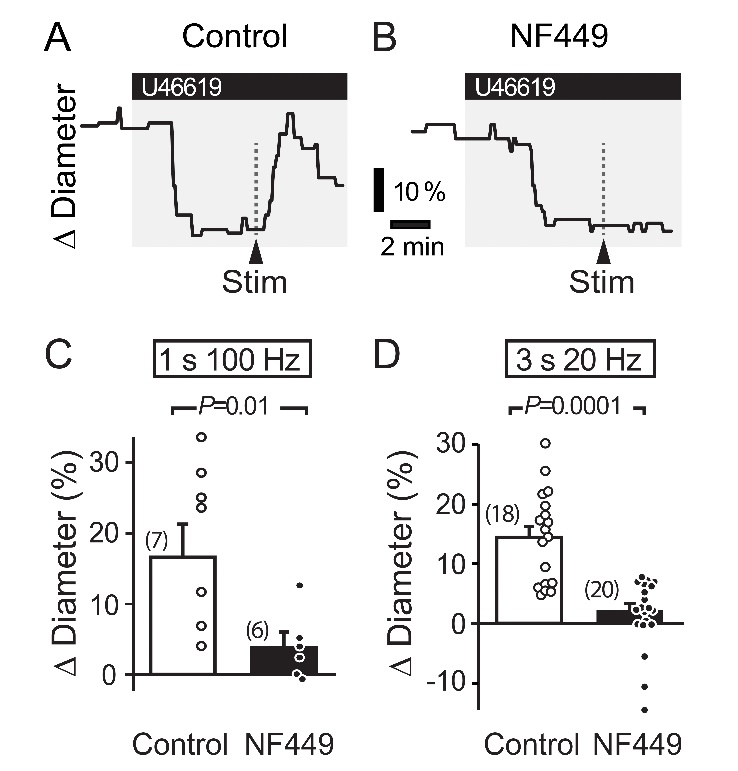 A
Control
B
NF449
U46619
U46619
Δ Diameter
10 %
2 min
Stim
Stim
C
1 s 100 Hz
D
3 s 20 Hz
P=0.01
P=0.0001
Δ Diameter (%)
30
20
10
0
(7)
(6)
Control NF449
Δ Diameter (%)
30
20
10
0
-10
(18)
(20)
Control NF449